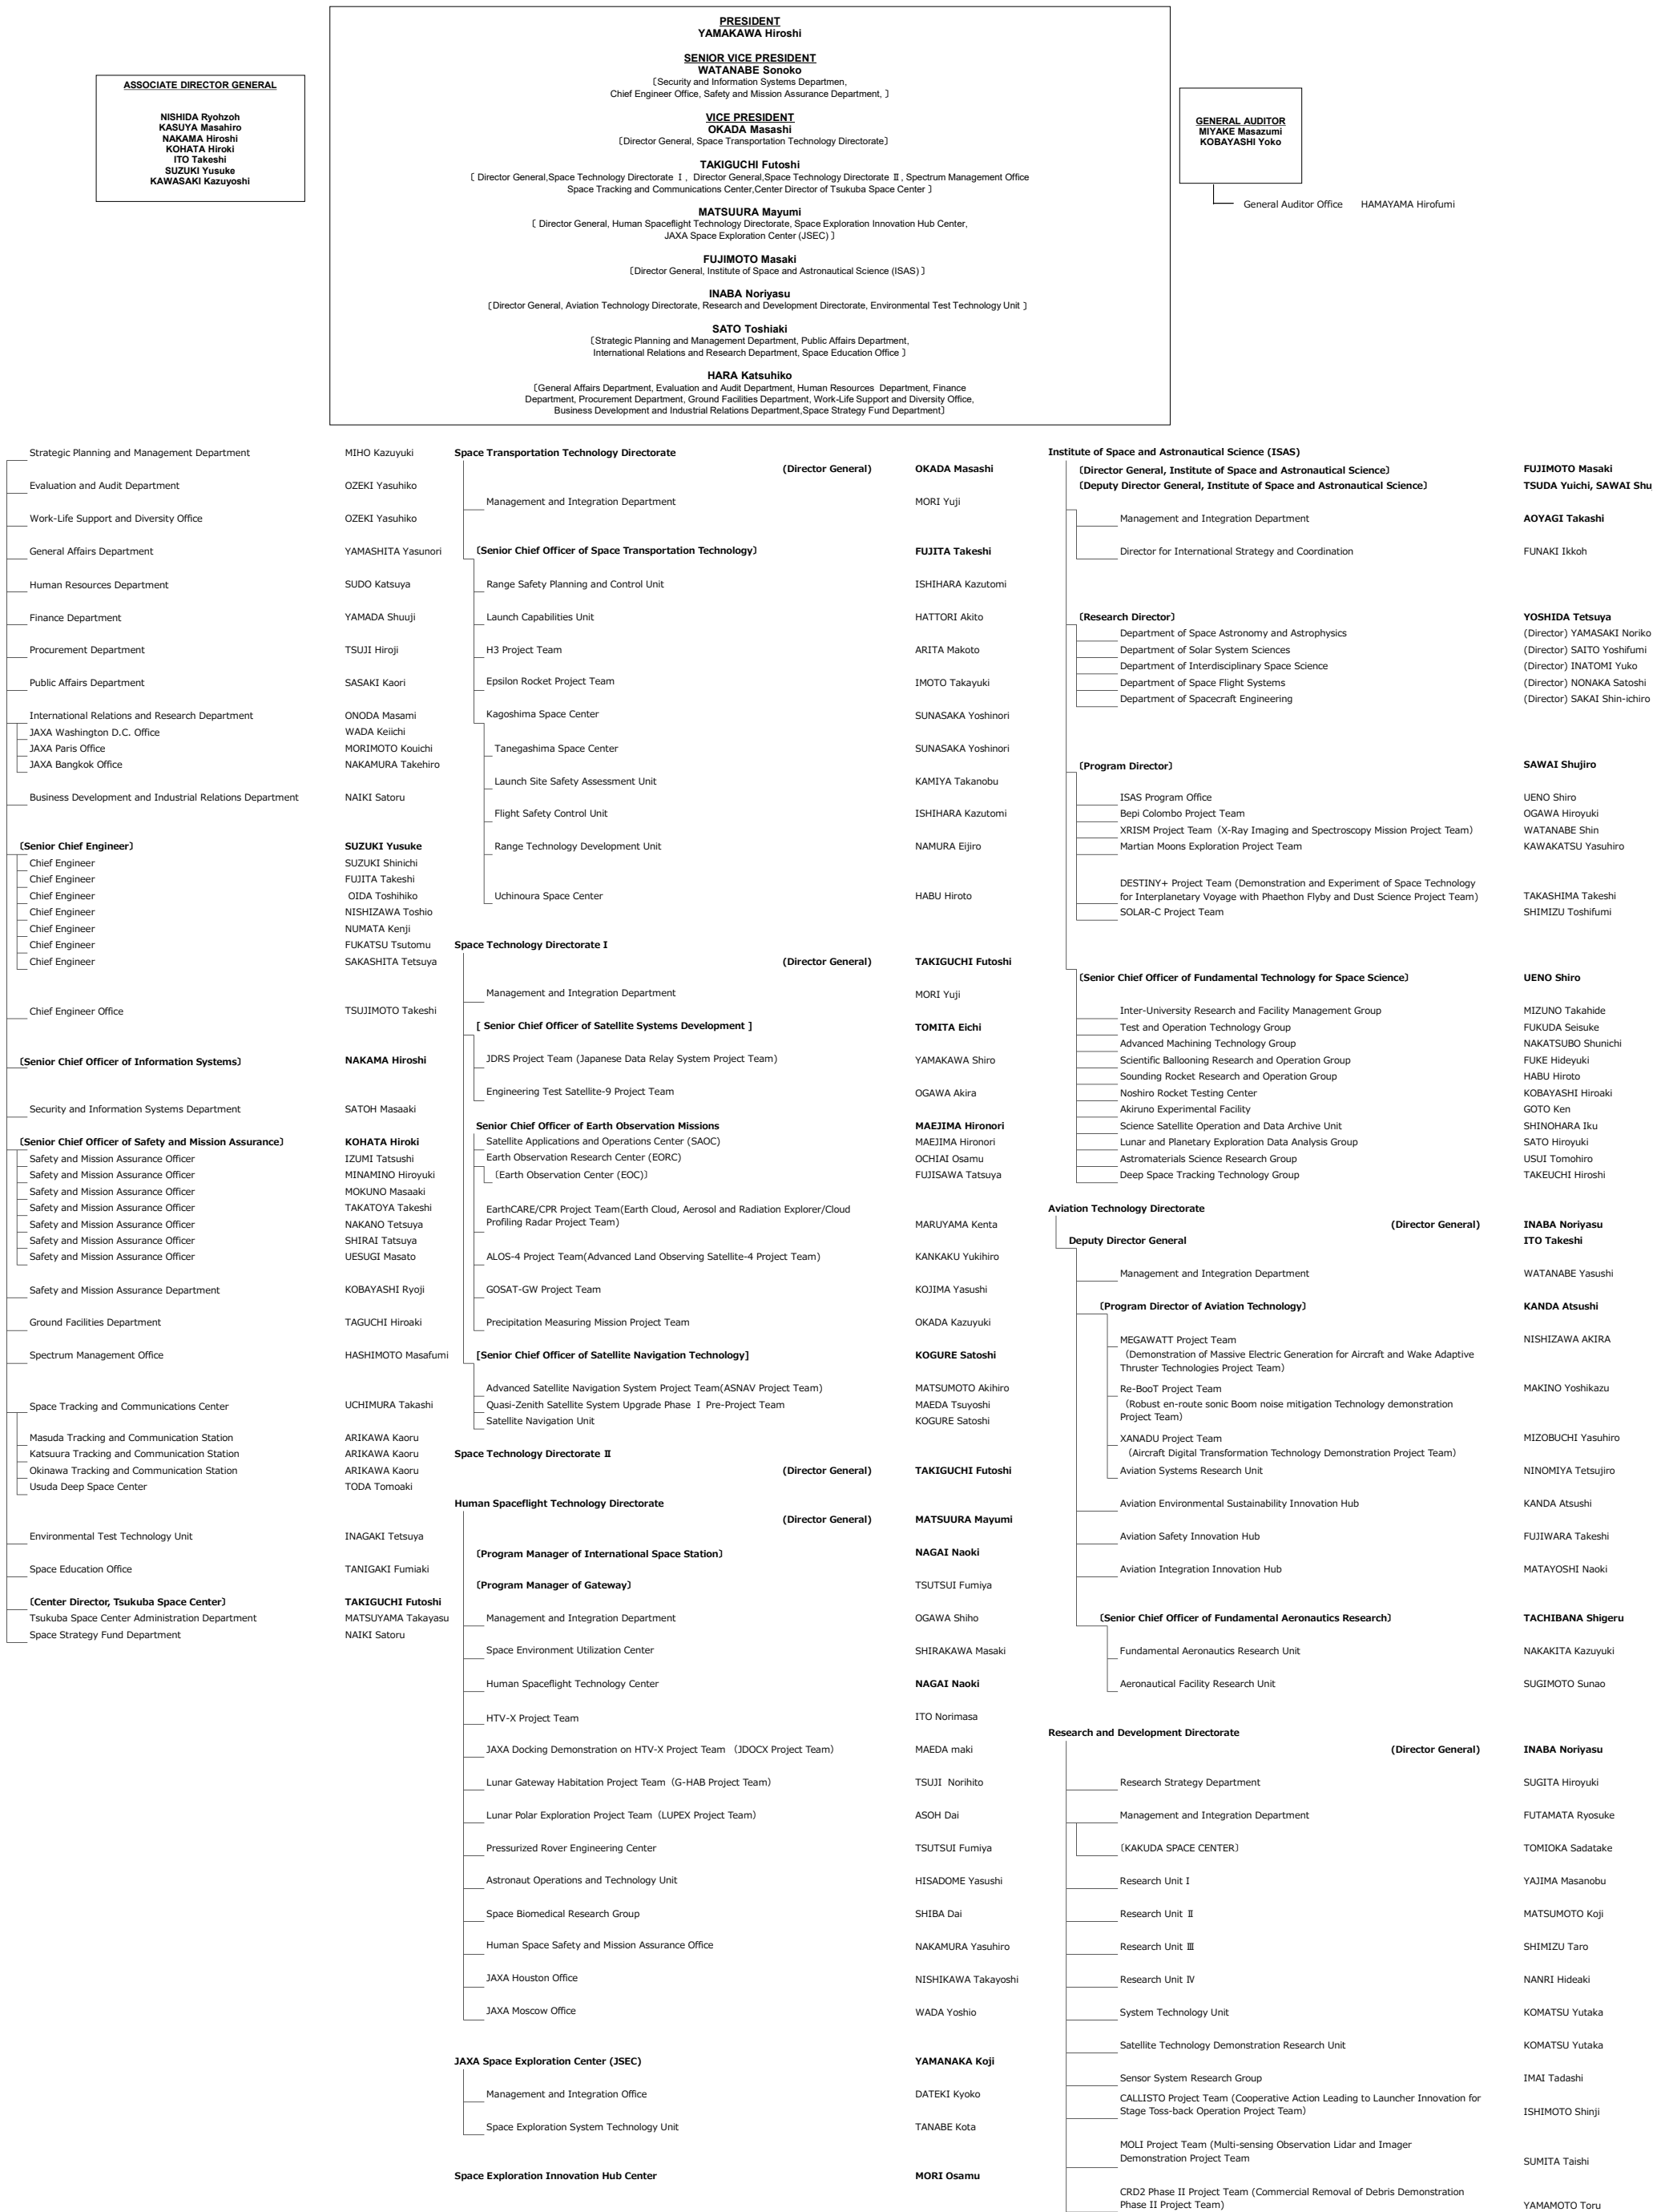 PRESIDENT
YAMAKAWA Hiroshi
SENIOR VICE PRESIDENT
WATANABE Sonoko
〔Security and Information Systems Departmen,
Chief Engineer Office, Safety and Mission Assurance Department, 〕
VICE PRESIDENT
OKADA Masashi
〔Director General, Space Transportation Technology Directorate〕
TAKIGUCHI Futoshi
〔 Director General,Space Technology Directorate Ⅰ, Director General,Space Technology Directorate Ⅱ, Spectrum Management Office
Space Tracking and Communications Center,Center Director of Tsukuba Space Center 〕
MATSUURA Mayumi
〔 Director General, Human Spaceflight Technology Directorate, Space Exploration Innovation Hub Center,
JAXA Space Exploration Center (JSEC) 〕
FUJIMOTO Masaki
〔Director General, Institute of Space and Astronautical Science (ISAS) 〕
INABA Noriyasu
〔Director General, Aviation Technology Directorate, Research and Development Directorate, Environmental Test Technology Unit 〕
SATO Toshiaki
〔Strategic Planning and Management Department, Public Affairs Department,
International Relations and Research Department, Space Education Office 〕
HARA Katsuhiko
〔General Affairs Department, Evaluation and Audit Department, Human Resources Department, Finance
Department, Procurement Department, Ground Facilities Department, Work-Life Support and Diversity Office,
Business Development and Industrial Relations Department,Space Strategy Fund Department〕
ASSOCIATE DIRECTOR GENERAL
NISHIDA Ryohzoh
KASUYA Masahiro
NAKAMA Hiroshi
KOHATA Hiroki
ITO Takeshi
SUZUKI Yusuke
KAWASAKI Kazuyoshi
GENERAL AUDITOR
MIYAKE Masazumi
KOBAYASHI Yoko
General Auditor Office HAMAYAMA Hirofumi
Strategic Planning and Management Department MIHO Kazuyuki
Evaluation and Audit Department OZEKI Yasuhiko
Work-Life Support and Diversity Office OZEKI Yasuhiko
General Affairs Department YAMASHITA Yasunori
Human Resources Department SUDO Katsuya
Finance Department YAMADA Shuuji
Procurement Department TSUJI Hiroji
Public Affairs Department SASAKI Kaori
International Relations and Research Department ONODA Masami
JAXA Washington D.C. Office WADA Keiichi
JAXA Paris Office MORIMOTO Kouichi
JAXA Bangkok Office NAKAMURA Takehiro
Business Development and Industrial Relations Department NAIKI Satoru
〔Senior Chief Engineer〕 SUZUKI Yusuke
Chief Engineer SUZUKI Shinichi
Chief Engineer FUJITA Takeshi
Chief Engineer OIDA Toshihiko
Chief Engineer NISHIZAWA Toshio
Chief Engineer NUMATA Kenji
Chief Engineer FUKATSU Tsutomu
Chief Engineer SAKASHITA Tetsuya
Chief Engineer Office TSUJIMOTO Takeshi
〔Senior Chief Officer of Information Systems〕 NAKAMA Hiroshi
Security and Information Systems Department SATOH Masaaki
〔Senior Chief Officer of Safety and Mission Assurance〕 KOHATA Hiroki
Safety and Mission Assurance Officer IZUMI Tatsushi
Safety and Mission Assurance Officer MINAMINO Hiroyuki
Safety and Mission Assurance Officer MOKUNO Masaaki
Safety and Mission Assurance Officer TAKATOYA Takeshi
Safety and Mission Assurance Officer NAKANO Tetsuya
Safety and Mission Assurance Officer SHIRAI Tatsuya
Safety and Mission Assurance Officer UESUGI Masato
Safety and Mission Assurance Department KOBAYASHI Ryoji
Ground Facilities Department TAGUCHI Hiroaki
Spectrum Management Office HASHIMOTO Masafumi
Space Tracking and Communications Center UCHIMURA Takashi
Masuda Tracking and Communication Station ARIKAWA Kaoru
Katsuura Tracking and Communication Station ARIKAWA Kaoru
Okinawa Tracking and Communication Station ARIKAWA Kaoru
Usuda Deep Space Center TODA Tomoaki
Environmental Test Technology Unit INAGAKI Tetsuya
Space Education Office TANIGAKI Fumiaki
〔Center Director, Tsukuba Space Center〕 TAKIGUCHI Futoshi
Tsukuba Space Center Administration Department MATSUYAMA Takayasu
Space Strategy Fund Department NAIKI Satoru
Space Transportation Technology Directorate
(Director General) OKADA Masashi
Management and Integration Department MORI Yuji
〔Senior Chief Officer of Space Transportation Technology〕 FUJITA Takeshi
Range Safety Planning and Control Unit ISHIHARA Kazutomi
Launch Capabilities Unit HATTORI Akito
H3 Project Team ARITA Makoto
Epsilon Rocket Project Team IMOTO Takayuki
Kagoshima Space Center SUNASAKA Yoshinori
Tanegashima Space Center SUNASAKA Yoshinori
Launch Site Safety Assessment Unit KAMIYA Takanobu
Flight Safety Control Unit ISHIHARA Kazutomi
Range Technology Development Unit NAMURA Eijiro
Uchinoura Space Center HABU Hiroto
Space Technology Directorate I
(Director General) TAKIGUCHI Futoshi
Management and Integration Department MORI Yuji
[ Senior Chief Officer of Satellite Systems Development ] TOMITA Eichi
JDRS Project Team (Japanese Data Relay System Project Team) YAMAKAWA Shiro
Engineering Test Satellite-9 Project Team OGAWA Akira
Senior Chief Officer of Earth Observation Missions MAEJIMA Hironori
Satellite Applications and Operations Center (SAOC) MAEJIMA Hironori
Earth Observation Research Center (EORC) OCHIAI Osamu
〔Earth Observation Center (EOC)〕 FUJISAWA Tatsuya
EarthCARE/CPR Project Team(Earth Cloud, Aerosol and Radiation Explorer/Cloud
Profiling Radar Project Team) MARUYAMA Kenta
ALOS-4 Project Team(Advanced Land Observing Satellite-4 Project Team) KANKAKU Yukihiro
GOSAT-GW Project Team KOJIMA Yasushi
Precipitation Measuring Mission Project Team OKADA Kazuyuki
[Senior Chief Officer of Satellite Navigation Technology] KOGURE Satoshi
Advanced Satellite Navigation System Project Team(ASNAV Project Team) MATSUMOTO Akihiro
Quasi-Zenith Satellite System Upgrade Phase Ⅰ Pre-Project Team MAEDA Tsuyoshi
Satellite Navigation Unit KOGURE Satoshi
Space Technology Directorate Ⅱ
(Director General) TAKIGUCHI Futoshi
Human Spaceflight Technology Directorate
(Director General) MATSUURA Mayumi
〔Program Manager of International Space Station〕 NAGAI Naoki
〔Program Manager of Gateway〕 TSUTSUI Fumiya
Management and Integration Department OGAWA Shiho
Space Environment Utilization Center SHIRAKAWA Masaki
Human Spaceflight Technology Center NAGAI Naoki
HTV-X Project Team ITO Norimasa
JAXA Docking Demonstration on HTV-X Project Team （JDOCX Project Team） MAEDA maki
Lunar Gateway Habitation Project Team（G-HAB Project Team） TSUJI Norihito
Lunar Polar Exploration Project Team（LUPEX Project Team） ASOH Dai
Pressurized Rover Engineering Center TSUTSUI Fumiya
Astronaut Operations and Technology Unit HISADOME Yasushi
Space Biomedical Research Group SHIBA Dai
Human Space Safety and Mission Assurance Office NAKAMURA Yasuhiro
JAXA Houston Office NISHIKAWA Takayoshi
JAXA Moscow Office WADA Yoshio
JAXA Space Exploration Center (JSEC) YAMANAKA Koji
Management and Integration Office DATEKI Kyoko
Space Exploration System Technology Unit TANABE Kota
Space Exploration Innovation Hub Center MORI Osamu
Institute of Space and Astronautical Science (ISAS)
〔Director General, Institute of Space and Astronautical Science〕 FUJIMOTO Masaki
〔Deputy Director General, Institute of Space and Astronautical Science〕 TSUDA Yuichi, SAWAI Shu
Management and Integration Department AOYAGI Takashi
Director for International Strategy and Coordination FUNAKI Ikkoh
〔Research Director〕 YOSHIDA Tetsuya
Department of Space Astronomy and Astrophysics (Director) YAMASAKI Noriko
Department of Solar System Sciences (Director) SAITO Yoshifumi
Department of Interdisciplinary Space Science (Director) INATOMI Yuko
Department of Space Flight Systems (Director) NONAKA Satoshi
Department of Spacecraft Engineering (Director) SAKAI Shin-ichiro
〔Program Director〕 SAWAI Shujiro
ISAS Program Office UENO Shiro
Bepi Colombo Project Team OGAWA Hiroyuki
XRISM Project Team（X-Ray Imaging and Spectroscopy Mission Project Team） WATANABE Shin
Martian Moons Exploration Project Team KAWAKATSU Yasuhiro
DESTINY+ Project Team (Demonstration and Experiment of Space Technology
for Interplanetary Voyage with Phaethon Flyby and Dust Science Project Team) TAKASHIMA Takeshi
SOLAR-C Project Team SHIMIZU Toshifumi
〔Senior Chief Officer of Fundamental Technology for Space Science〕 UENO Shiro
Inter-University Research and Facility Management Group MIZUNO Takahide
Test and Operation Technology Group FUKUDA Seisuke
Advanced Machining Technology Group NAKATSUBO Shunichi
Scientific Ballooning Research and Operation Group FUKE Hideyuki
Sounding Rocket Research and Operation Group HABU Hiroto
Noshiro Rocket Testing Center KOBAYASHI Hiroaki
Akiruno Experimental Facility GOTO Ken
Science Satellite Operation and Data Archive Unit SHINOHARA Iku
Lunar and Planetary Exploration Data Analysis Group SATO Hiroyuki
Astromaterials Science Research Group USUI Tomohiro
Deep Space Tracking Technology Group TAKEUCHI Hiroshi
Aviation Technology Directorate
(Director General) INABA Noriyasu
Deputy Director General ITO Takeshi
Management and Integration Department WATANABE Yasushi
〔Program Director of Aviation Technology〕 KANDA Atsushi
MEGAWATT Project Team NISHIZAWA AKIRA
（Demonstration of Massive Electric Generation for Aircraft and Wake Adaptive
Thruster Technologies Project Team）
Re-BooT Project Team MAKINO Yoshikazu
（Robust en-route sonic Boom noise mitigation Technology demonstration
Project Team）
XANADU Project Team MIZOBUCHI Yasuhiro
（Aircraft Digital Transformation Technology Demonstration Project Team）
Aviation Systems Research Unit NINOMIYA Tetsujiro
Aviation Environmental Sustainability Innovation Hub KANDA Atsushi
Aviation Safety Innovation Hub FUJIWARA Takeshi
Aviation Integration Innovation Hub MATAYOSHI Naoki
〔Senior Chief Officer of Fundamental Aeronautics Research〕 TACHIBANA Shigeru
Fundamental Aeronautics Research Unit NAKAKITA Kazuyuki
Aeronautical Facility Research Unit SUGIMOTO Sunao
Research and Development Directorate
(Director General) INABA Noriyasu
Research Strategy Department SUGITA Hiroyuki
Management and Integration Department FUTAMATA Ryosuke
〔KAKUDA SPACE CENTER〕 TOMIOKA Sadatake
Research Unit I YAJIMA Masanobu
Research Unit Ⅱ MATSUMOTO Koji
Research Unit Ⅲ SHIMIZU Taro
Research Unit Ⅳ NANRI Hideaki
System Technology Unit KOMATSU Yutaka
Satellite Technology Demonstration Research Unit KOMATSU Yutaka
Sensor System Research Group IMAI Tadashi
CALLISTO Project Team (Cooperative Action Leading to Launcher Innovation for
Stage Toss-back Operation Project Team) ISHIMOTO Shinji
MOLI Project Team (Multi-sensing Observation Lidar and Imager
Demonstration Project Team SUMITA Taishi
CRD2 Phase II Project Team (Commercial Removal of Debris Demonstration
Phase II Project Team) YAMAMOTO Toru